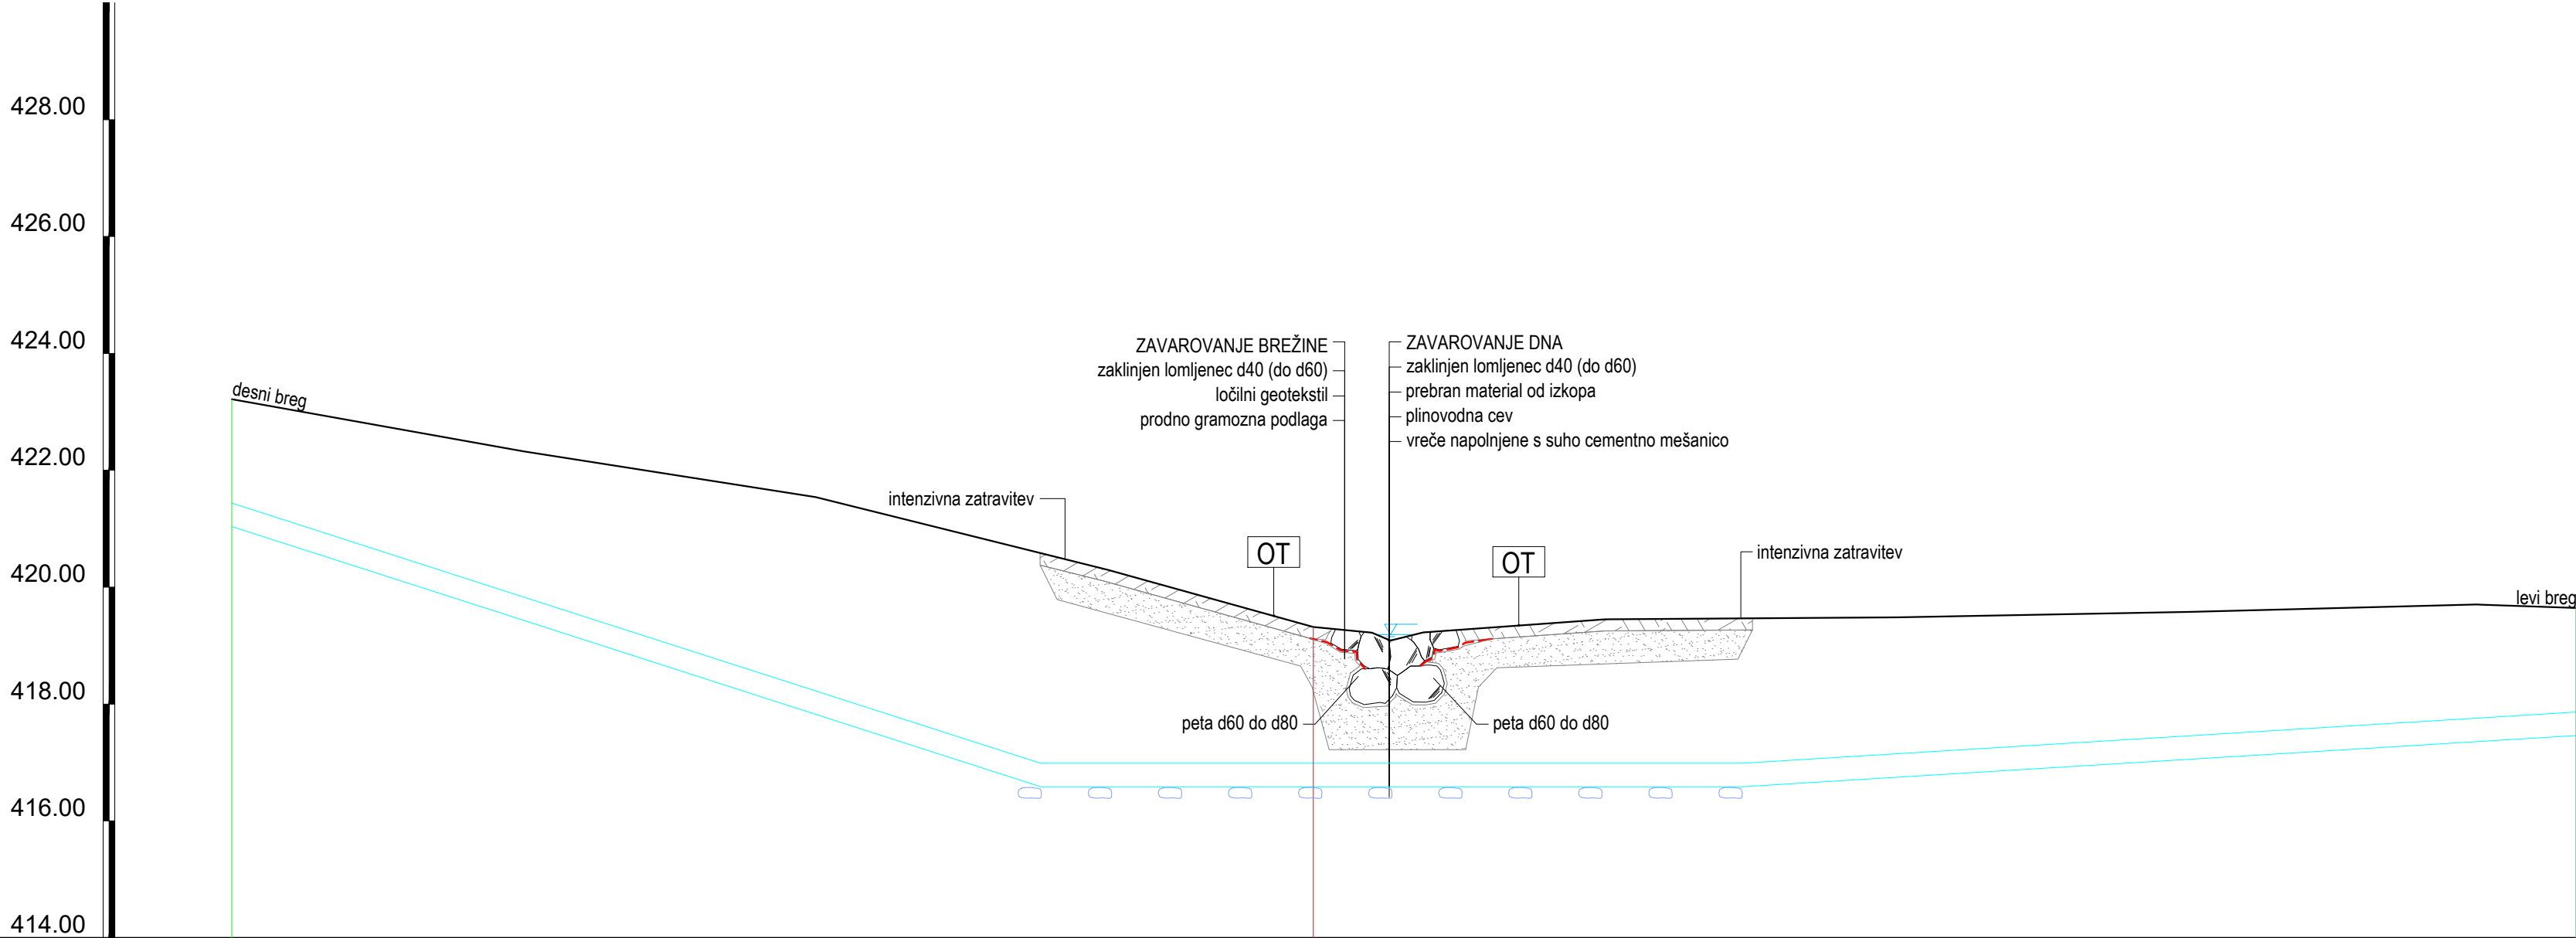 428.00
426.00
424.00
422.00
420.00
418.00
416.00
414.00
desni breg
ZAVAROVANJE BREŽINE
zaklinjen lomljenec d40 (do d60)
ločilni geotekstil
prodno gramozna podlaga
ZAVAROVANJE DNA
zaklinjen lomljenec d40 (do d60)
prebran material od izkopa
plinovodna cev
vreče napolnjene s suho cementno mešanico
intenzivna zatravitev
OT
OT
intenzivna zatravitev
levi breg
peta d60 do d80
peta d60 do d80